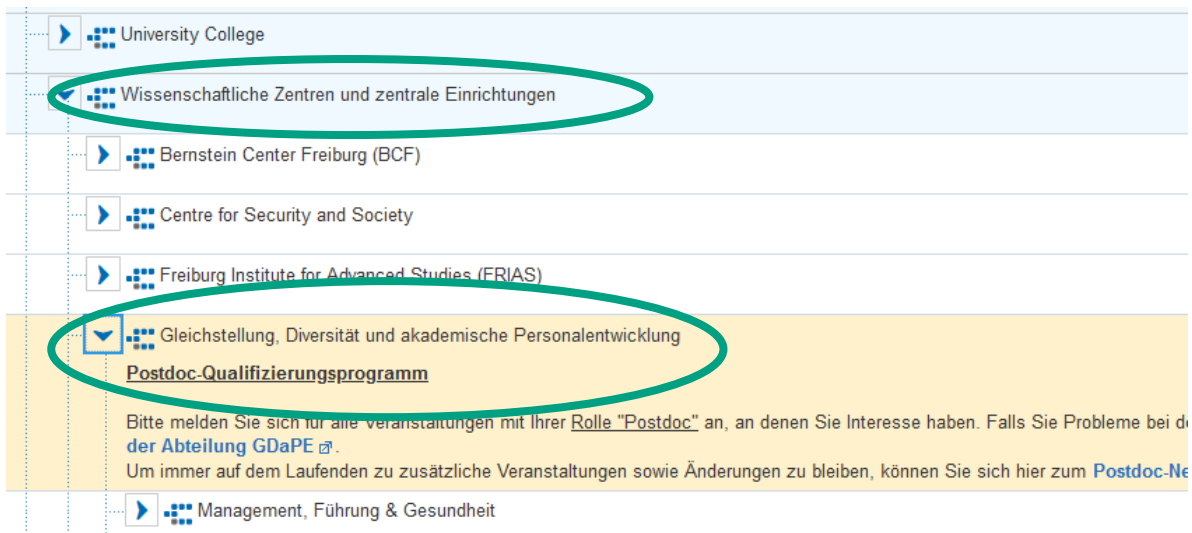 University College
Wissenschaftliche Zentren und zentrale Einrichtungen
Bernstein Center Freiburg (BCF)
Centre for Security and Society
Freiburg Institute for Advanced Studies (FRIAS)
Gleichstellung, Diversität und akademische Personalentwicklung
Postdoc-Qualifizierungsprogramm
Bitte melden Sie sich für alle Veranstaltungen mit Ihrer Rolle "Postdoc" an, an denen Sie Interesse haben. Falls Sie Probleme bei de
der Abteilung GDaPE
Um immer auf dem Laufenden zu zusätzliche Veranstaltungen sowie Änderungen zu bleiben, können Sie sich hier zum Postdoc-Ne
Management, Führung & Gesundheit